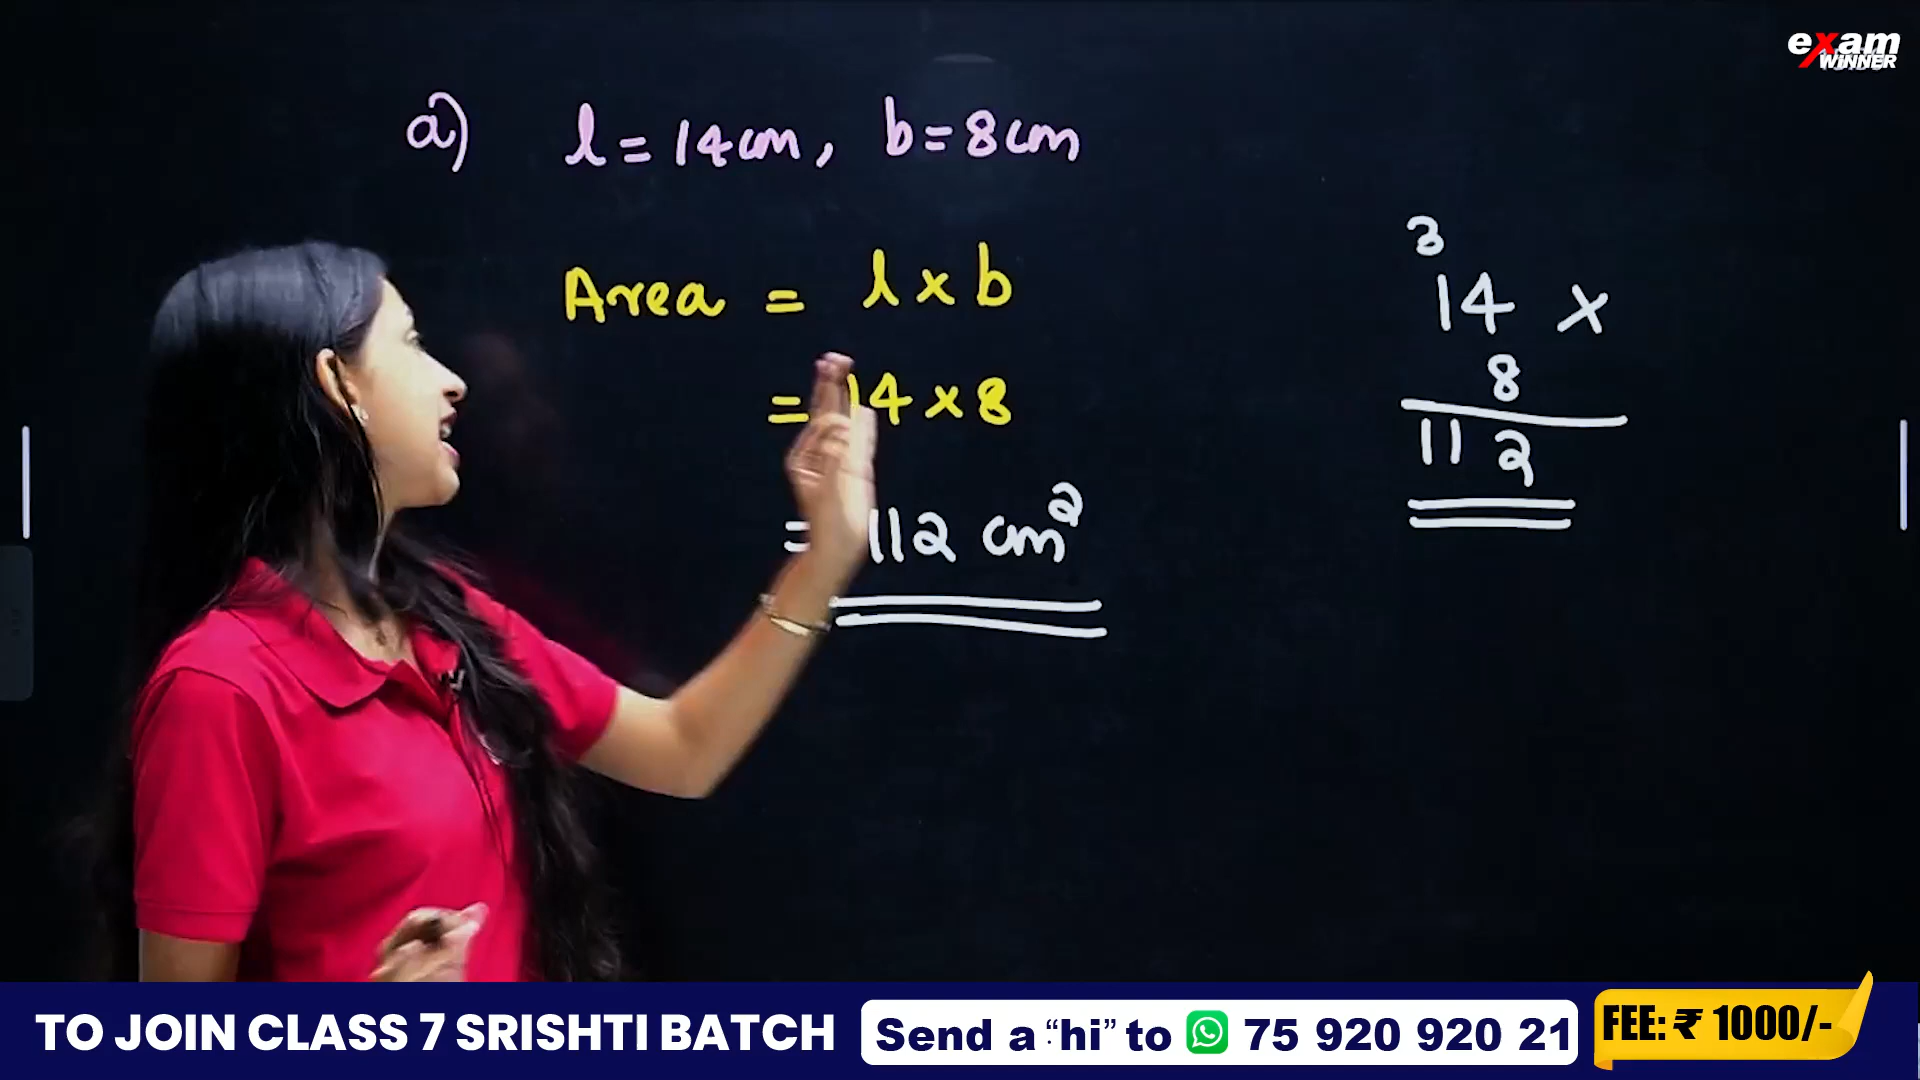 exam
WINNER
a) l = 14cm, b = 8cm
Area = l × b
= 14 × 8
= 112 cm²
3
14 ×
8
112
TO JOIN CLASS 7 SRISHTI BATCH
Send a “hi” to 75 920 920 21
FEE: ₹ 1000/-